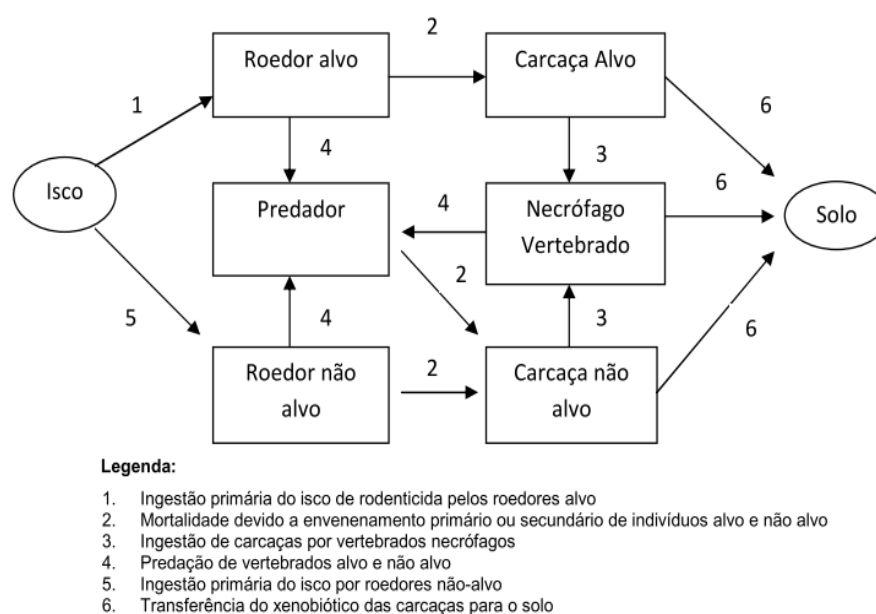 2
Roedor alvo
Carcaça Alvo
1
6
4
3
Isco
Predador
4
Necrófago
Vertebrado
6
Solo
2
5
4
3
6
Roedor não
alvo
2
Carcaça não
alvo
Legenda:
1. Ingestão primária do isco de rodenticida pelos roedores alvo
2. Mortalidade devido a envenenamento primário ou secundário de indivíduos alvo e não alvo
3. Ingestão de carcaças por vertebrados necrófagos
4. Predação de vertebrados alvo e não alvo
5. Ingestão primária do isco por roedores não-alvo
6. Transferência do xenobiótico das carcaças para o solo